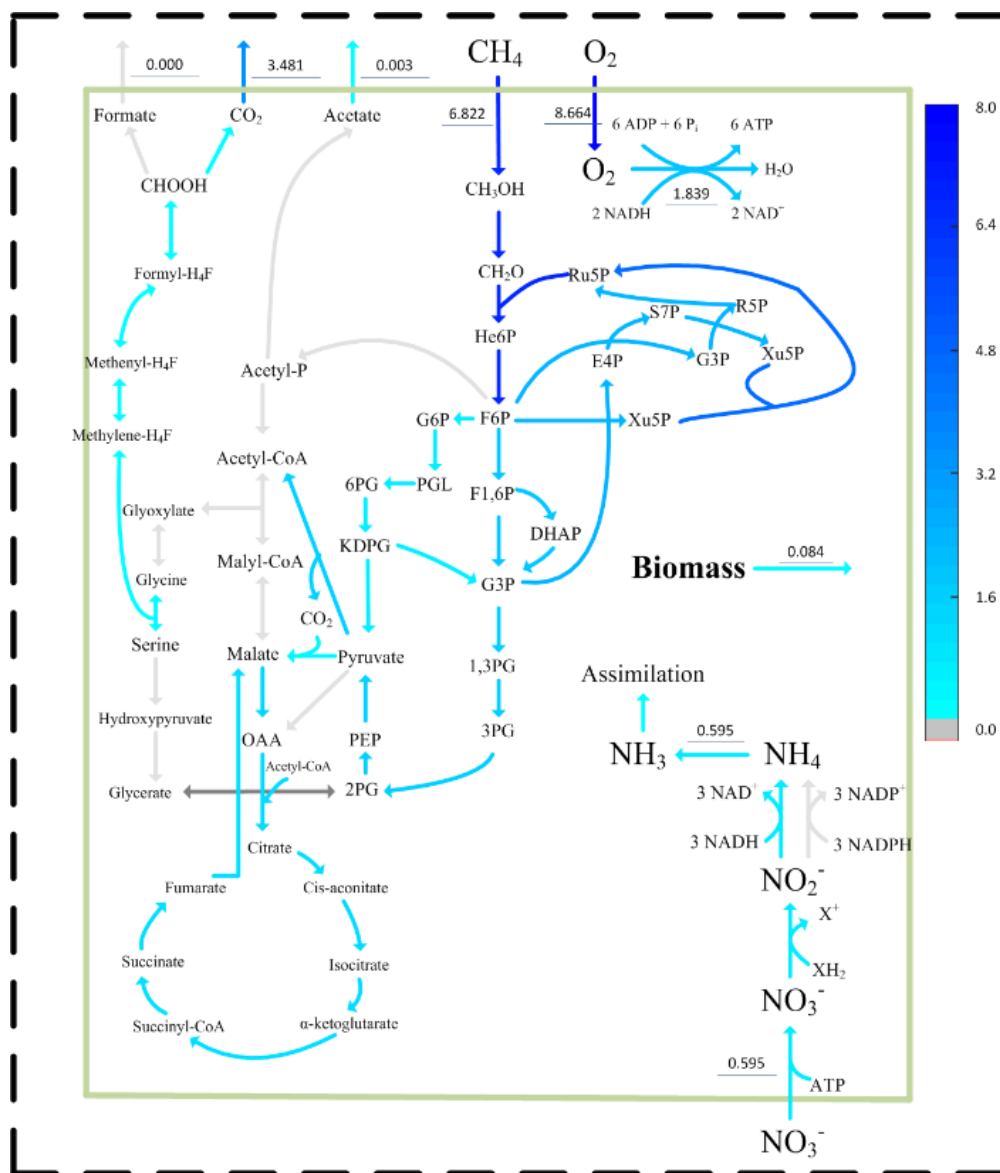 CH₄
O₂
0.000
3.481
0.003
Formate
CO₂
Acetate
6.822
8.664
6 ADP + 6 Pᵢ
6 ATP
8.0
O₂
H₂O
CHOOH
CH₃OH
2 NADH
1.839
2 NAD⁺
6.4
Formyl-H₄F
CH₂O
Ru5P
S7P
R5P
He6P
Methenyl-H₄F
Acetyl-P
E4P
G3P
Xu5P
4.8
G6P
F6P
Xu5P
Methylene-H₄F
Acetyl-CoA
6PG
PGL
F1,6P
3.2
Glyoxylate
DHAP
KDPG
Malyl-CoA
Glycine
G3P
Biomass
0.084
1.6
CO₂
Serine
Malate
Pyruvate
1,3PG
Assimilation
Hydroxypyruvate
OAA
PEP
3PG
0.595
0.0
NH₃
NH₄
Acetyl-CoA
Glycerate
2PG
3 NAD⁺
3 NADP⁺
Citrate
3 NADH
3 NADPH
Fumarate
Cis-aconitate
NO₂⁻
X⁺
Succinate
Isocitrate
XH₂
NO₃⁻
Succinyl-CoA
α-ketoglutarate
0.595
ATP
NO₃⁻